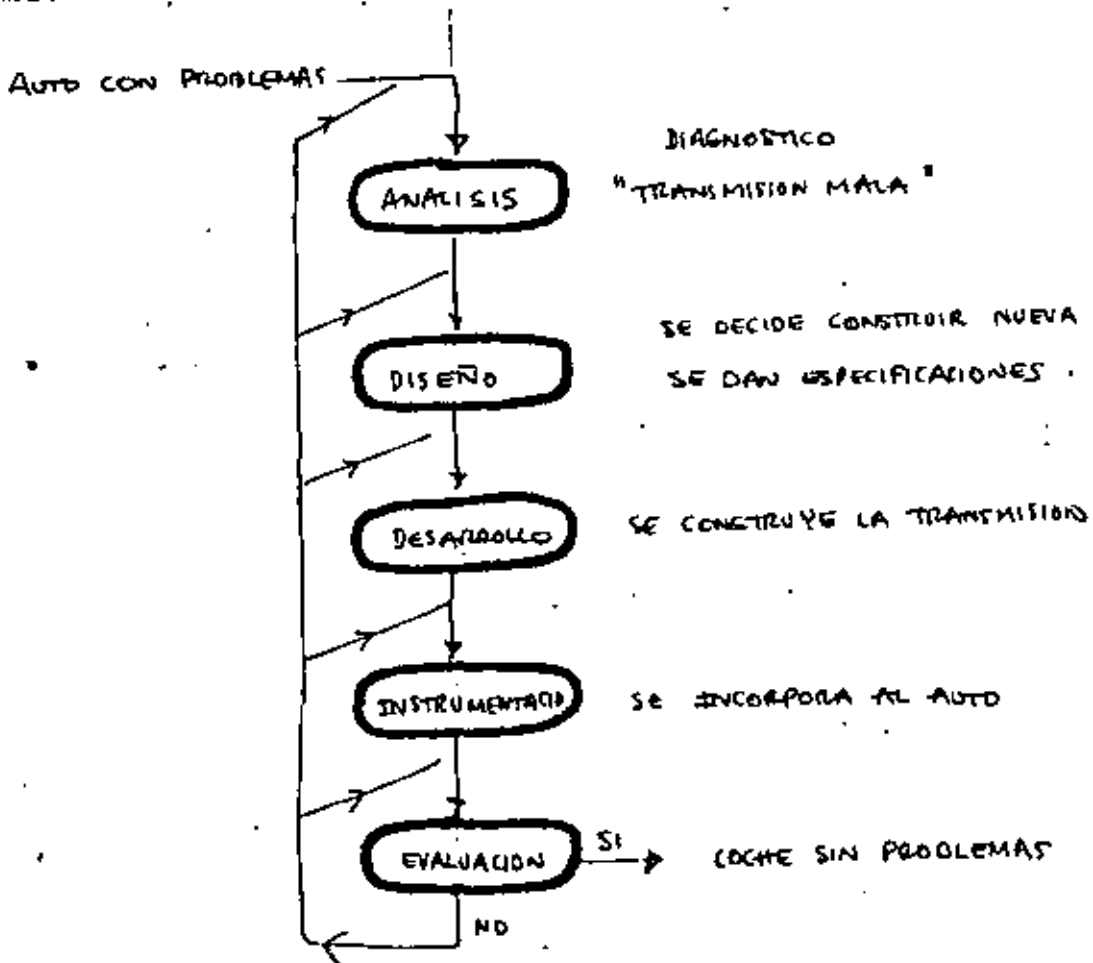 AUTO CON PROBLEMAS
DIAGNOSTICO
ANALISIS
"TRANSMISION MALA"
SE DECIDE CONSTRUIR NUEVA
DISEÑO
SE DAN ESPECIFICACIONES.
DESARROLLO
SE CONSTRUYE LA TRANSMISION
INSTRUMENTACIO
SE INCORPORA AL AUTO
EVALUACION
SI
COCHE SIN PROBLEMAS
NO